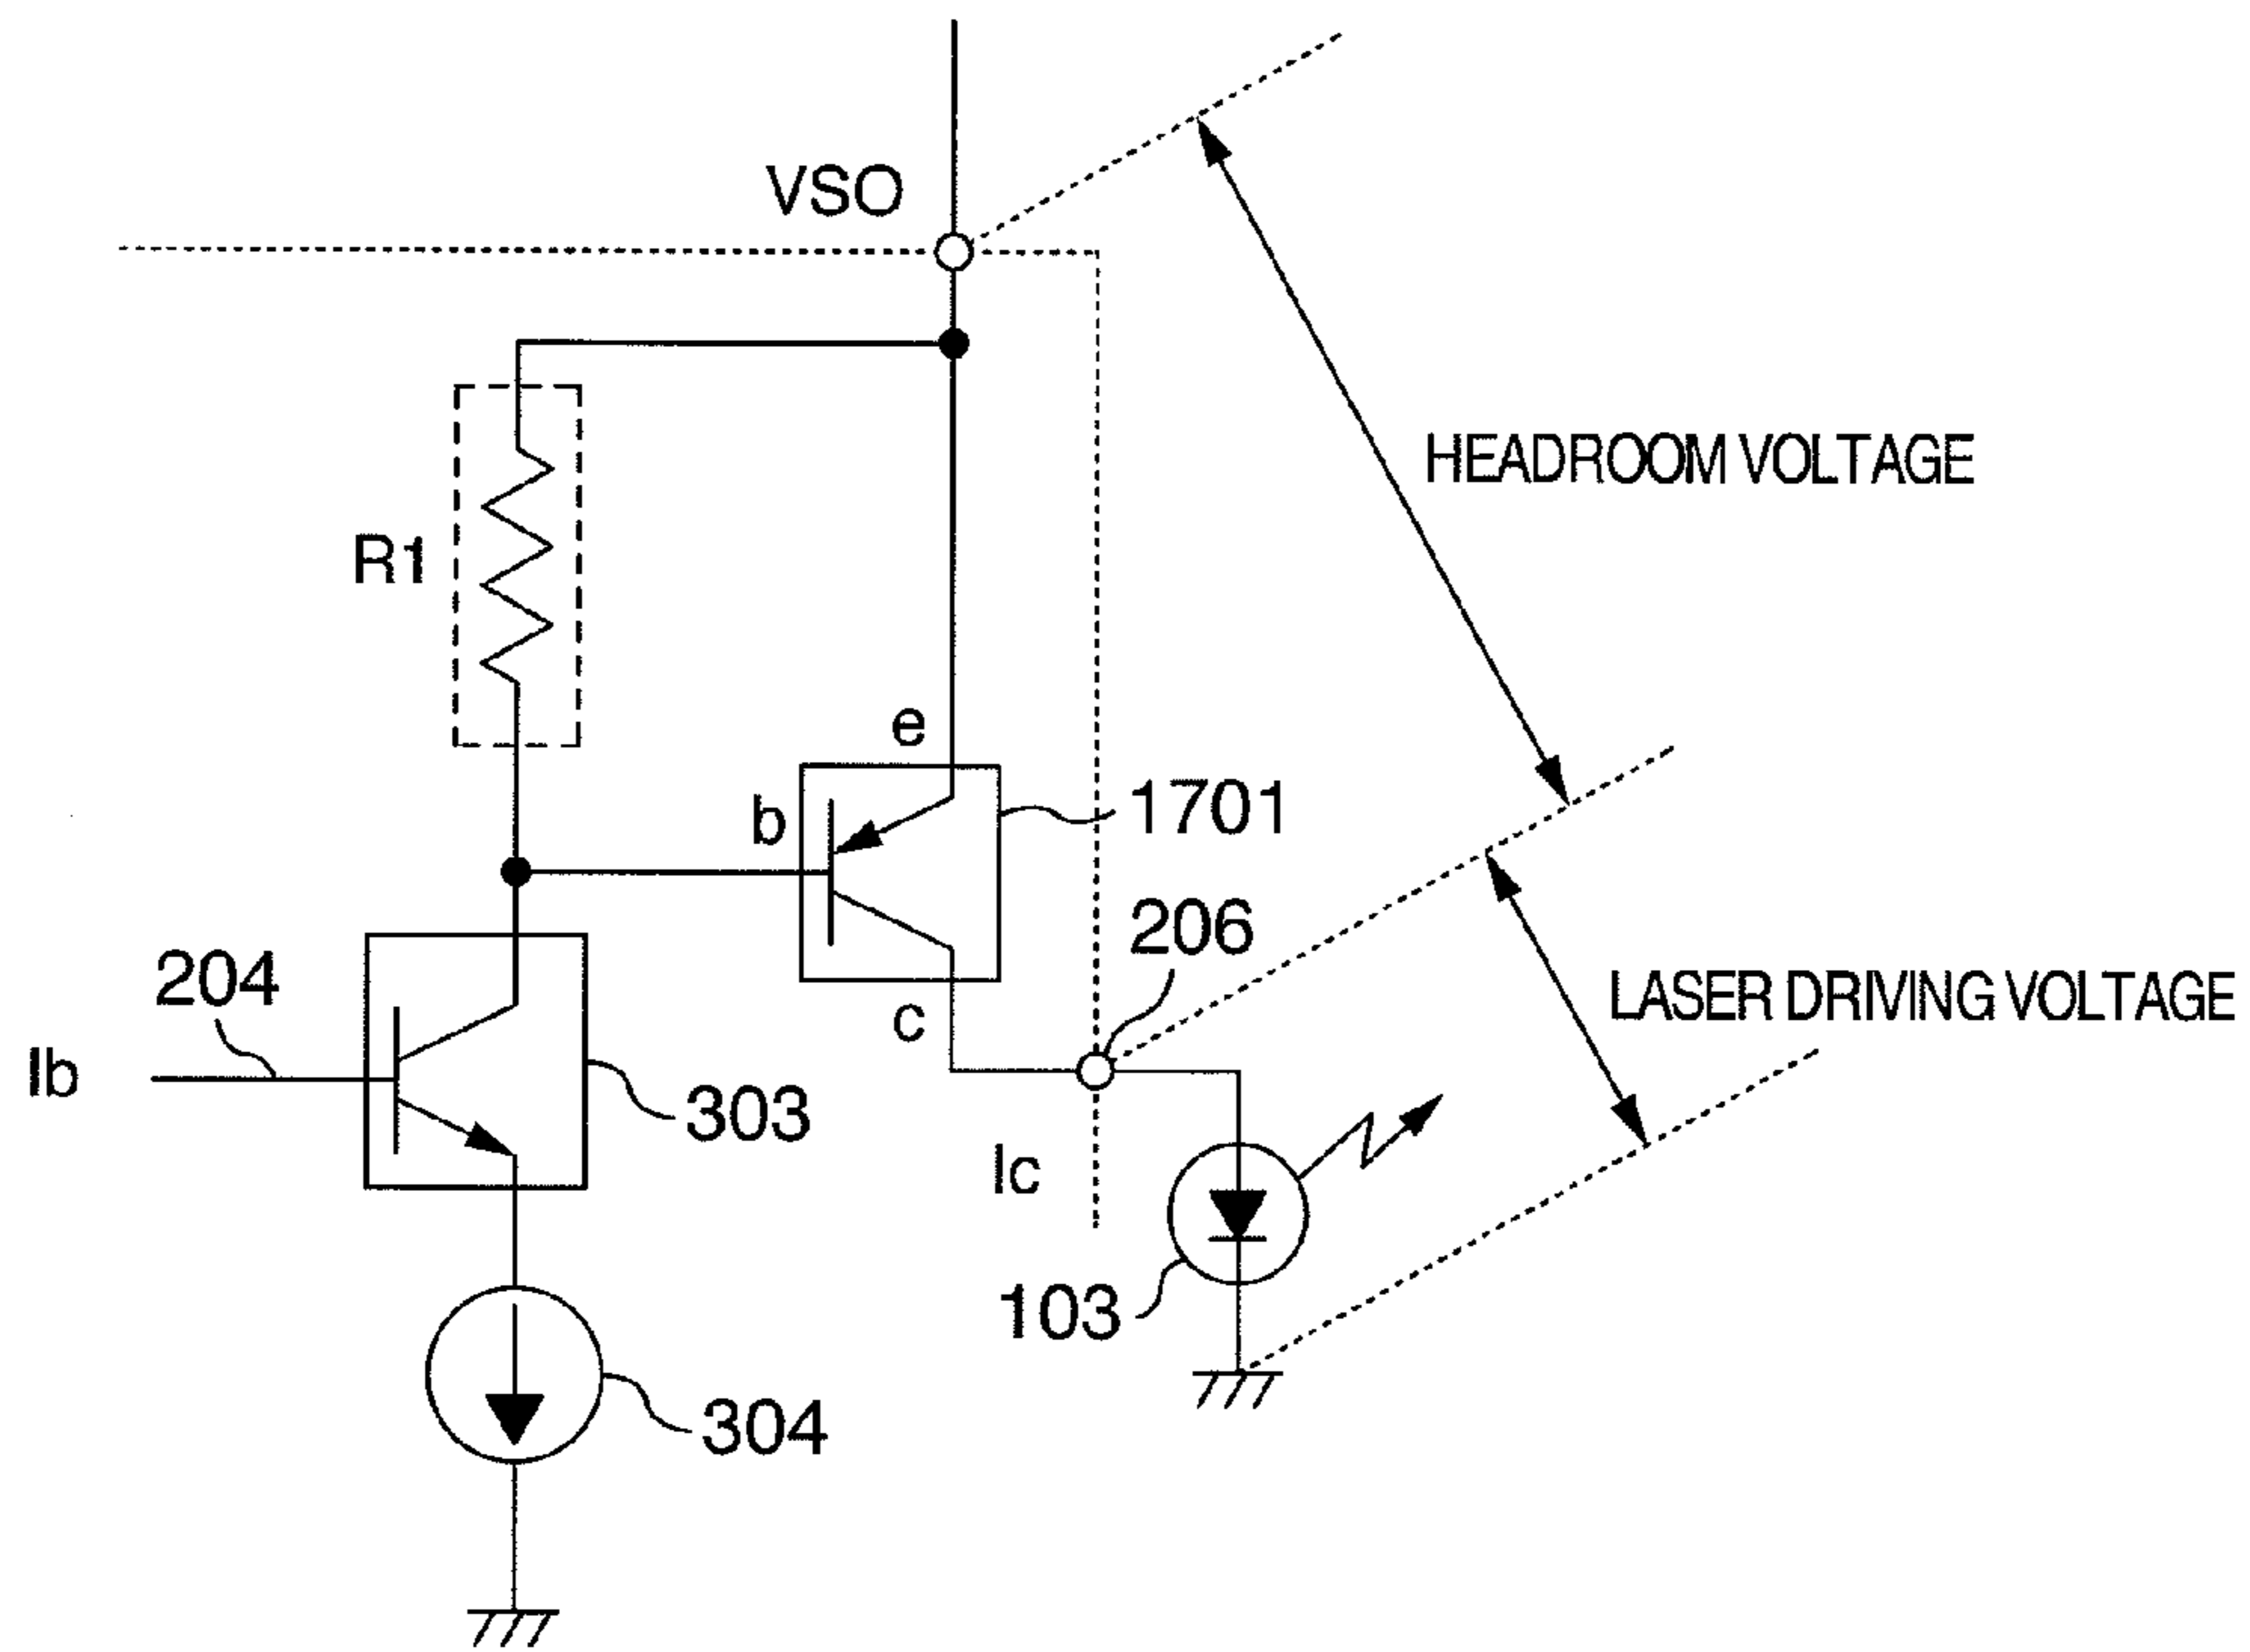 VSO
HEADROOM VOLTAGE
R1
e
b
1701
206
204
c
LASER DRIVING VOLTAGE
Ib
303
Ic
103
304